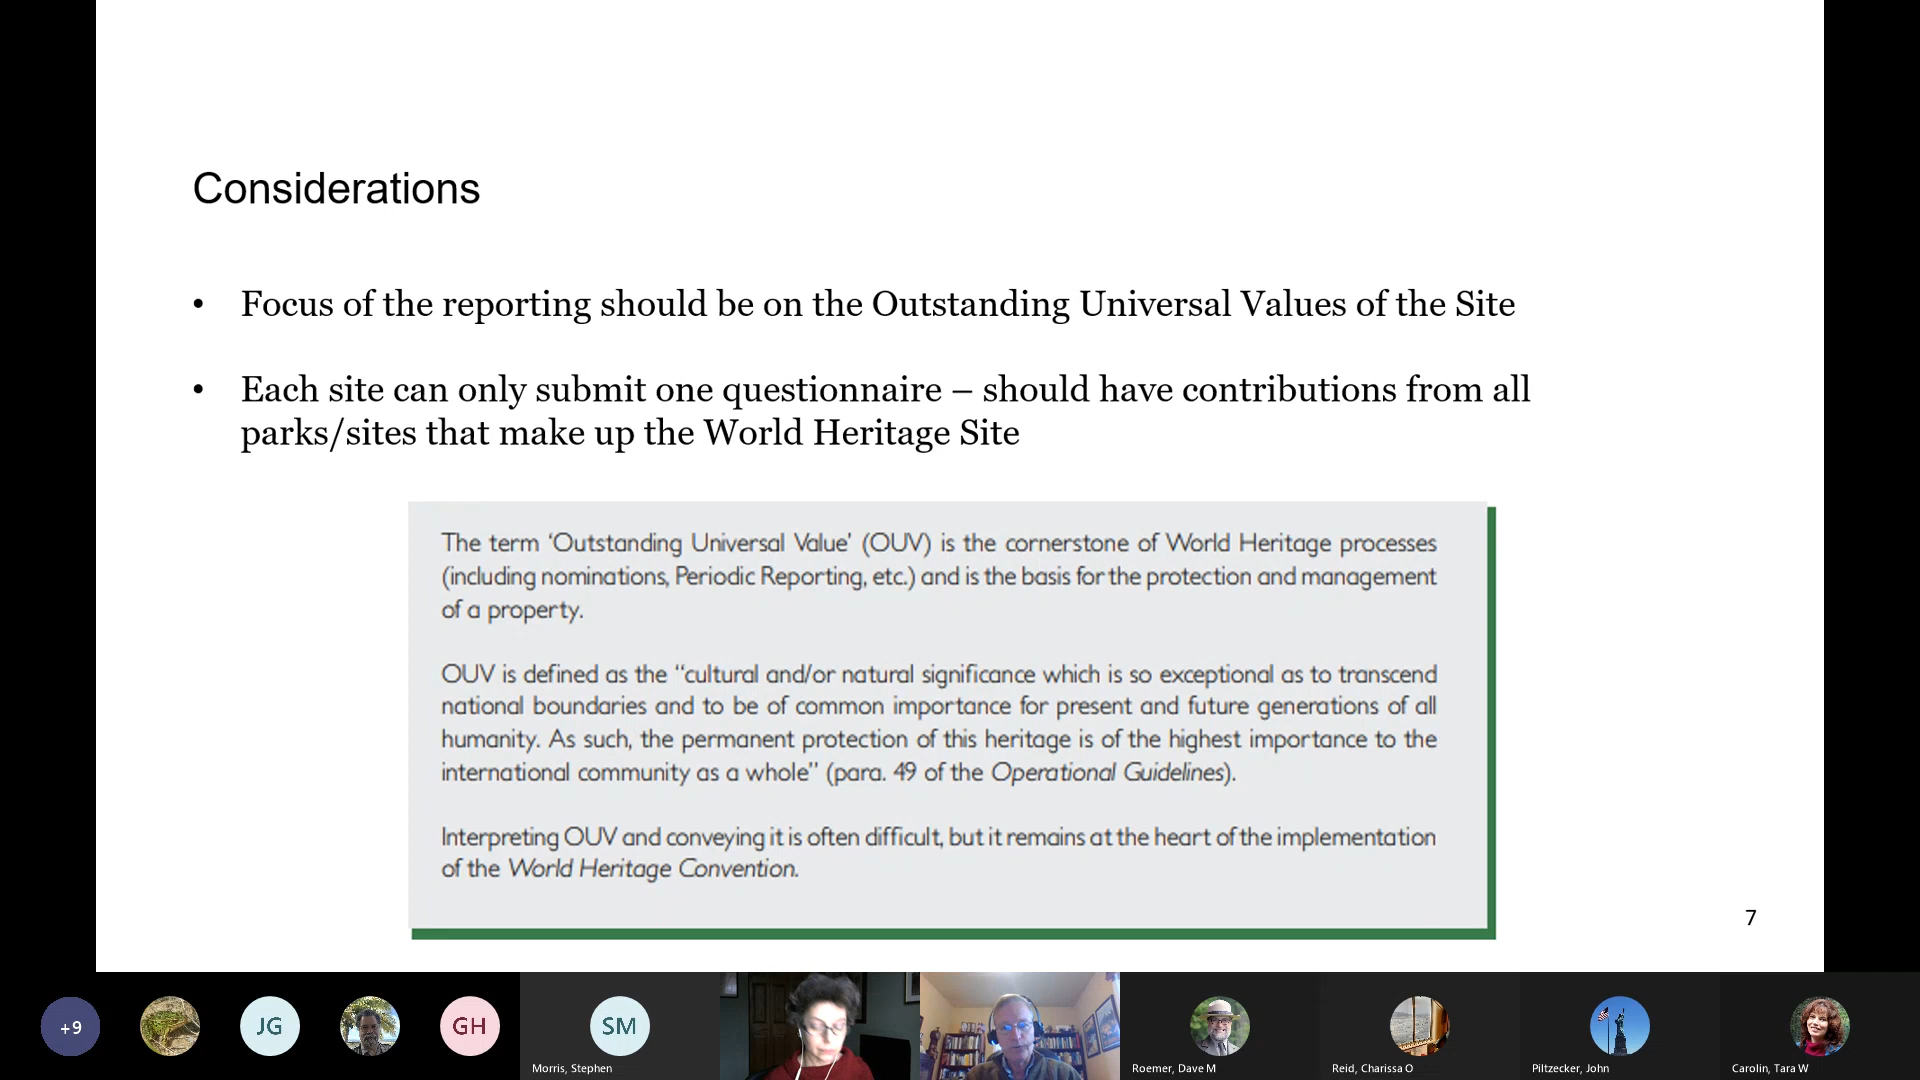 Considerations
• Focus of the reporting should be on the Outstanding Universal Values of the Site
• Each site can only submit one questionnaire – should have contributions from all
parks/sites that make up the World Heritage Site
The term ‘Outstanding Universal Value’ (OUV) is the cornerstone of World Heritage processes
(including nominations, Periodic Reporting, etc.) and is the basis for the protection and management
of a property.
OUV is defined as the “cultural and/or natural significance which is so exceptional as to transcend
national boundaries and to be of common importance for present and future generations of all
humanity. As such, the permanent protection of this heritage is of the highest importance to the
international community as a whole” (para. 49 of the Operational Guidelines).
Interpreting OUV and conveying it is often difficult, but it remains at the heart of the implementation
of the World Heritage Convention.
7
+9
JG
GH
SM
Morris, Stephen
Roemer, Dave M
Reid, Charissa O
Piltzecker, John
Carolin, Tara W